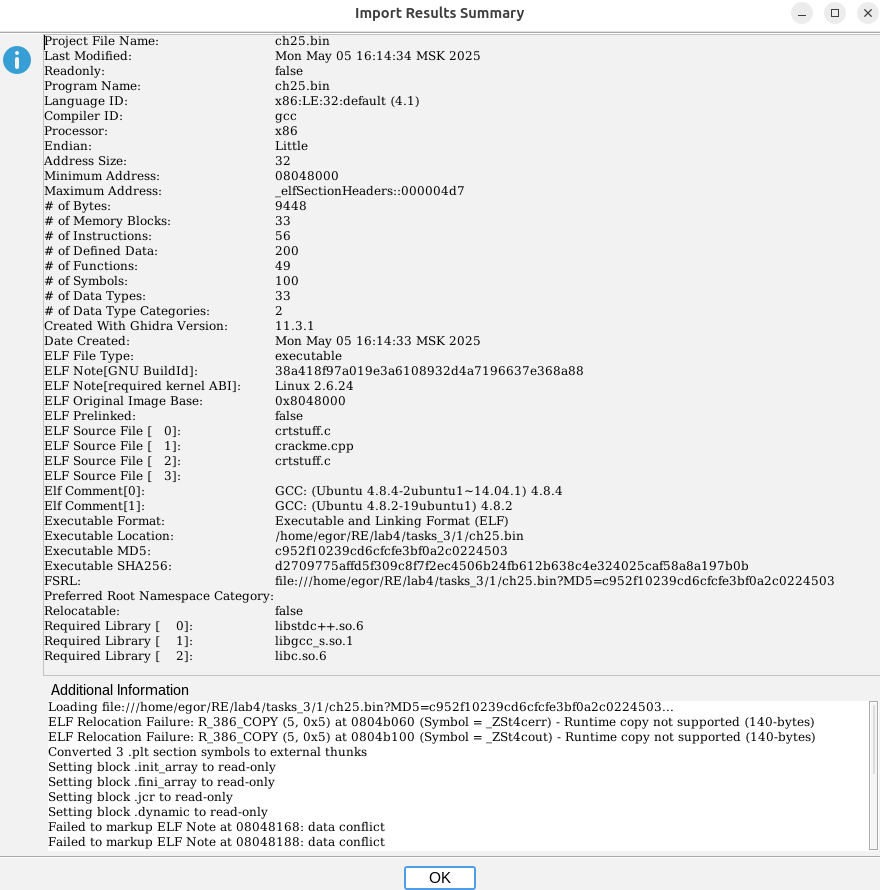 Import Results Summary
Project File Name: ch25.bin
Last Modified: Mon May 05 16:14:34 MSK 2025
Readonly: false
Program Name: ch25.bin
Language ID: x86:LE:32:default (4.1)
Compiler ID: gcc
Processor: x86
Endian: Little
Address Size: 32
Minimum Address: 08048000
Maximum Address: _elfSectionHeaders::000004d7
# of Bytes: 9448
# of Memory Blocks: 33
# of Instructions: 56
# of Defined Data: 200
# of Functions: 49
# of Symbols: 100
# of Data Types: 33
# of Data Type Categories: 2
Created With Ghidra Version: 11.3.1
Date Created: Mon May 05 16:14:33 MSK 2025
ELF File Type: executable
ELF Note[GNU BuildId]: 38a418f97a019e3a6108932d4a7196637e368a88
ELF Note[required kernel ABI]: Linux 2.6.24
ELF Original Image Base: 0x8048000
ELF Prelinked: false
ELF Source File [ 0]: crtstuff.c
ELF Source File [ 1]: crackme.cpp
ELF Source File [ 2]: crtstuff.c
ELF Source File [ 3]:
Elf Comment[0]: GCC: (Ubuntu 4.8.4-2ubuntu1~14.04.1) 4.8.4
Elf Comment[1]: GCC: (Ubuntu 4.8.2-19ubuntu1) 4.8.2
Executable Format: Executable and Linking Format (ELF)
Executable Location: /home/egor/RE/lab4/tasks_3/1/ch25.bin
Executable MD5: c952f10239cd6cfcfe3bf0a2c0224503
Executable SHA256: d2709775affd5f309c8f7f2ec4506b24fb612b638c4e324025caf58a8a197b0b
FSRL: file:///home/egor/RE/lab4/tasks_3/1/ch25.bin?MD5=c952f10239cd6cfcfe3bf0a2c0224503
Preferred Root Namespace Category:
Relocatable: false
Required Library [ 0]: libstdc++.so.6
Required Library [ 1]: libgcc_s.so.1
Required Library [ 2]: libc.so.6
Additional Information
Loading file:///home/egor/RE/lab4/tasks_3/1/ch25.bin?MD5=c952f10239cd6cfcfe3bf0a2c0224503...
ELF Relocation Failure: R_386_COPY (5, 0x5) at 0804b060 (Symbol = _ZSt4cerr) - Runtime copy not supported (140-bytes)
ELF Relocation Failure: R_386_COPY (5, 0x5) at 0804b100 (Symbol = _ZSt4cout) - Runtime copy not supported (140-bytes)
Converted 3 .plt section symbols to external thunks
Setting block .init_array to read-only
Setting block .fini_array to read-only
Setting block .jcr to read-only
Setting block .dynamic to read-only
Failed to markup ELF Note at 08048168: data conflict
Failed to markup ELF Note at 08048188: data conflict
OK